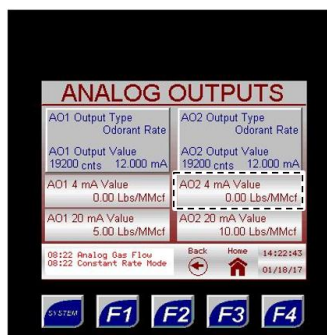 ANALOG OUTPUTS
AO1 Output Type
Odorant Rate
AO1 Output Value
19200 cnts 12.000 mA
AO2 Output Type
Odorant Rate
AO2 Output Value
19200 cnts 12.000 mA
AO1 4 mA Value
0.00 Lbs/MMcf
AO2 4 mA Value
0.00 Lbs/MMcf
AO1 20 mA Value
5.00 Lbs/MMcf
AO2 20 mA Value
10.00 Lbs/MMcf
08:22 Analog Gas Flow
08:22 Constant Rate Mode
Back
Home
14:22:43
01/18/17
SYSTEM F1 F2 F3 F4